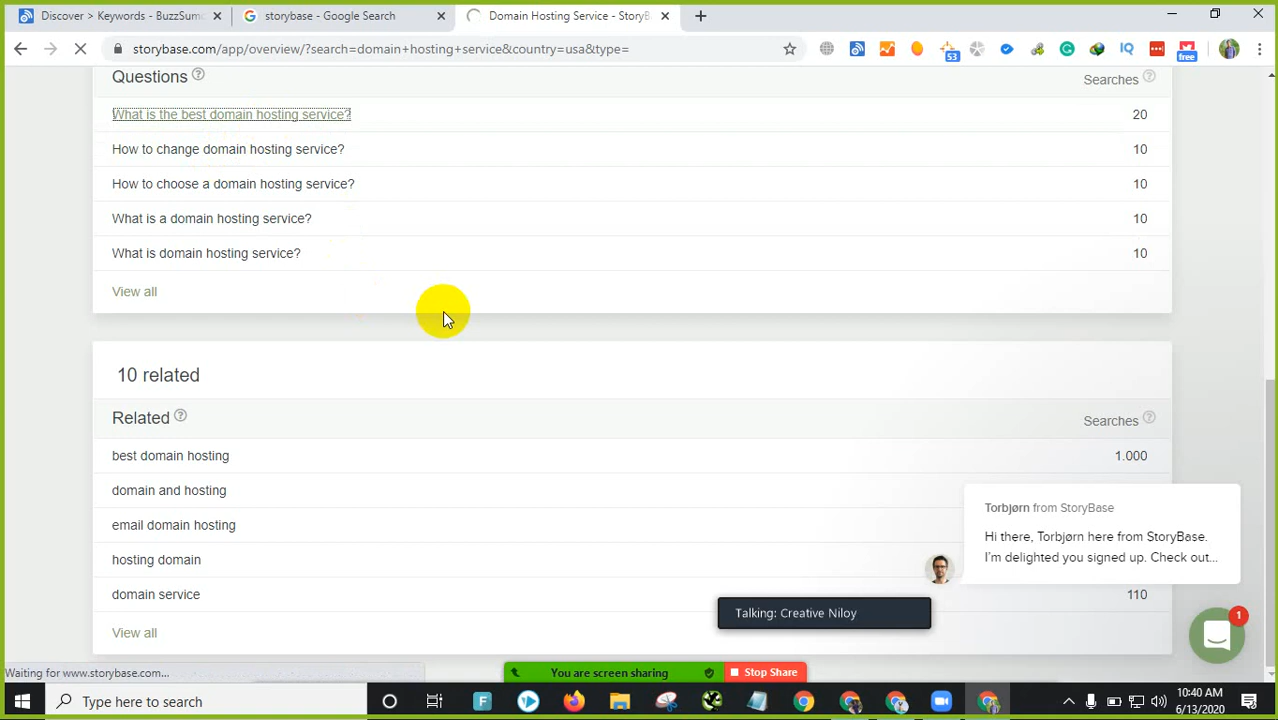 Discover > Keywords - BuzzSumo
storybase - Google Search
Domain Hosting Service - StoryB
storybase.com/app/overview/?search=domain+hosting+service&country=usa&type=
53
IQ
free
Questions ?
Searches ?
What is the best domain hosting service? 20
How to change domain hosting service? 10
How to choose a domain hosting service? 10
What is a domain hosting service? 10
What is domain hosting service? 10
View all
10 related
Related ?
Searches ?
best domain hosting 1.000
domain and hosting
email domain hosting
hosting domain
domain service 110
View all
Torbjørn from StoryBase
Hi there, Torbjørn here from StoryBase.
I'm delighted you signed up. Check out...
1
Talking: Creative Niloy
Waiting for www.storybase.com...
You are screen sharing
Stop Share
Type here to search
10:40 AM
6/13/2020